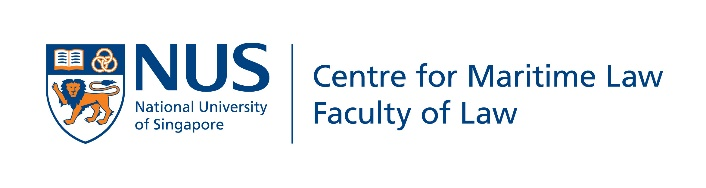 NUS
National University
of Singapore
Centre for Maritime Law
Faculty of Law